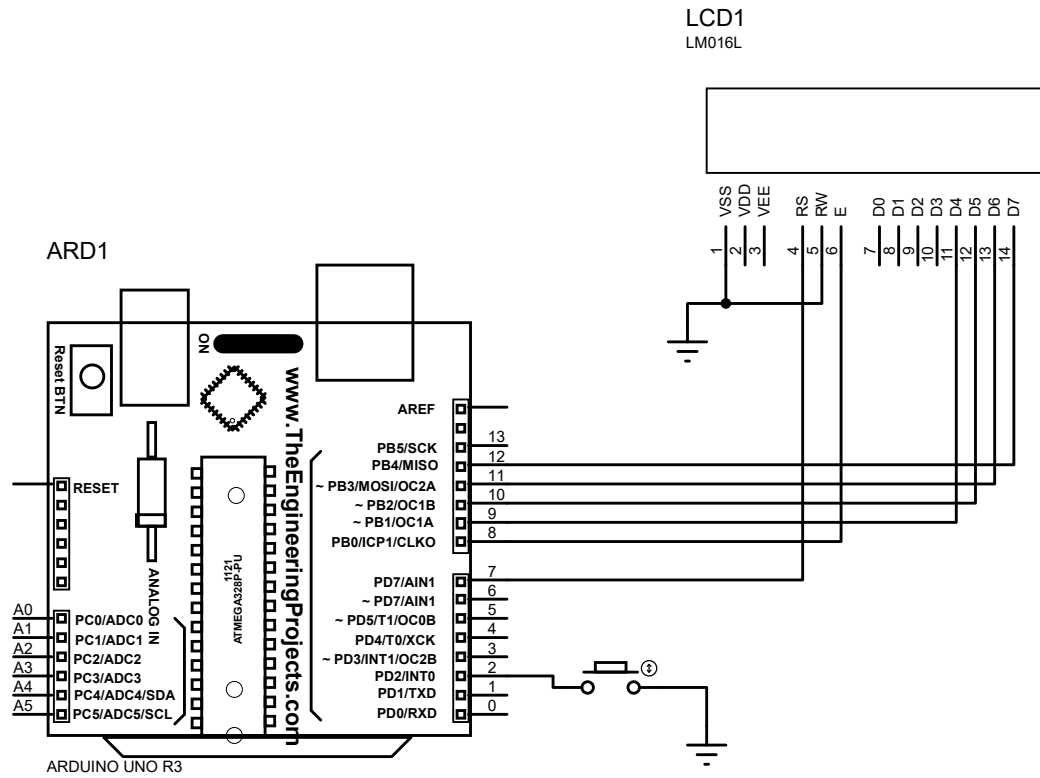 LCD1
LM016L
VSS
VDD
VEE
RS
RW
E
D0
D1
D2
D3
D4
D5
D6
D7
1
2
3
4
5
6
7
8
9
10
11
12
13
14
ARD1
Reset BTN
ON
www.TheEngineeringProjects.com
AREF
PB5/SCK
13
PB4/MISO
12
~ PB3/MOSI/OC2A
11
~ PB2/OC1B
10
~ PB1/OC1A
9
PB0/ICP1/CLKO
8
RESET
1121
ATMEGA328P-PU
ANALOG IN
PD7/AIN1
7
~ PD7/AIN1
6
~ PD5/T1/OC0B
5
PD4/T0/XCK
4
~ PD3/INT1/OC2B
3
PD2/INT0
2
PD1/TXD
1
PD0/RXD
0
A0
PC0/ADC0
A1
PC1/ADC1
A2
PC2/ADC2
A3
PC3/ADC3
A4
PC4/ADC4/SDA
A5
PC5/ADC5/SCL
ARDUINO UNO R3